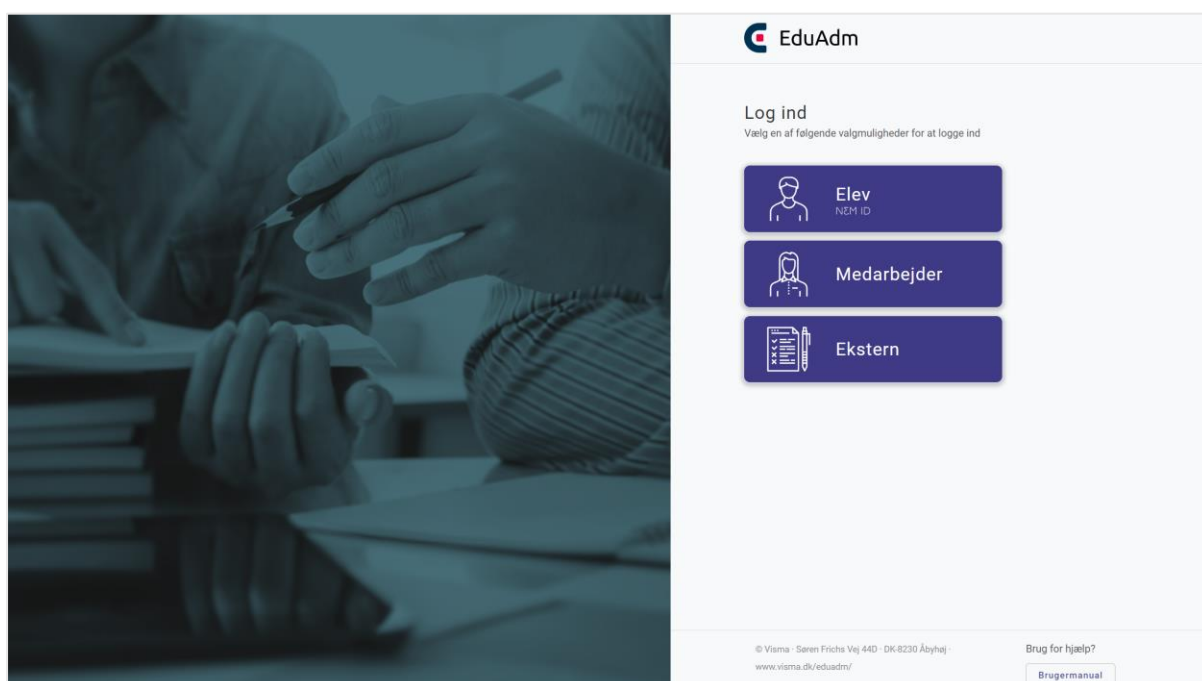 EduAdm
Log ind
Vælg en af følgende valgmuligheder for at logge ind
Elev
NEM ID
Medarbejder
Ekstern
© Visma · Søren Frichs Vej 44D · DK-8230 Åbyhøj ·
www.visma.dk/eduadm/
Brug for hjælp?
Brugermanual